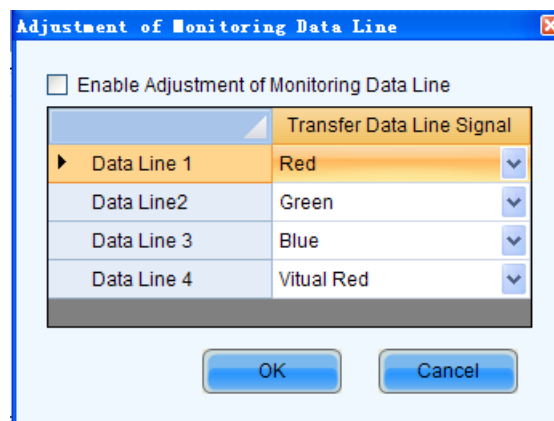 Adjustment of Monitoring Data Line
Enable Adjustment of Monitoring Data Line
Transfer Data Line Signal
Data Line 1 Red
Data Line2 Green
Data Line 3 Blue
Data Line 4 Vitual Red
OK Cancel